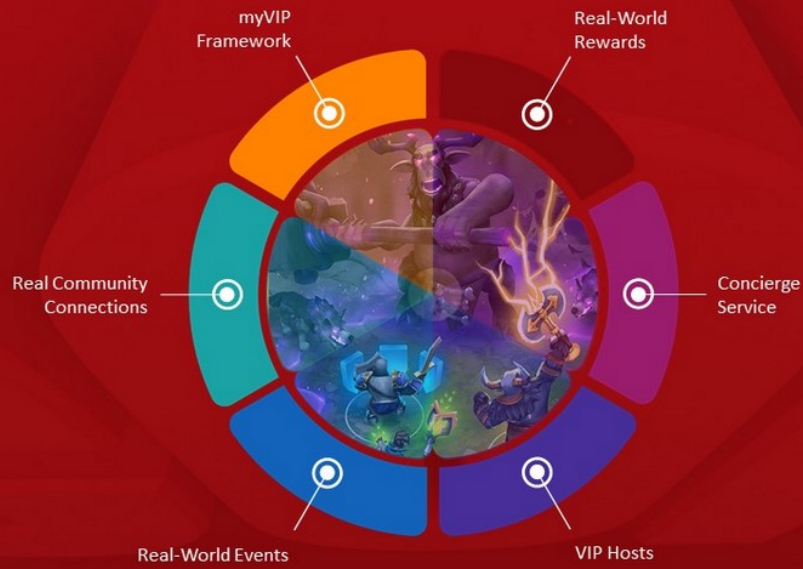 myVIP
Framework
Real-World
Rewards
Real Community
Connections
Concierge
Service
Real-World Events
VIP Hosts